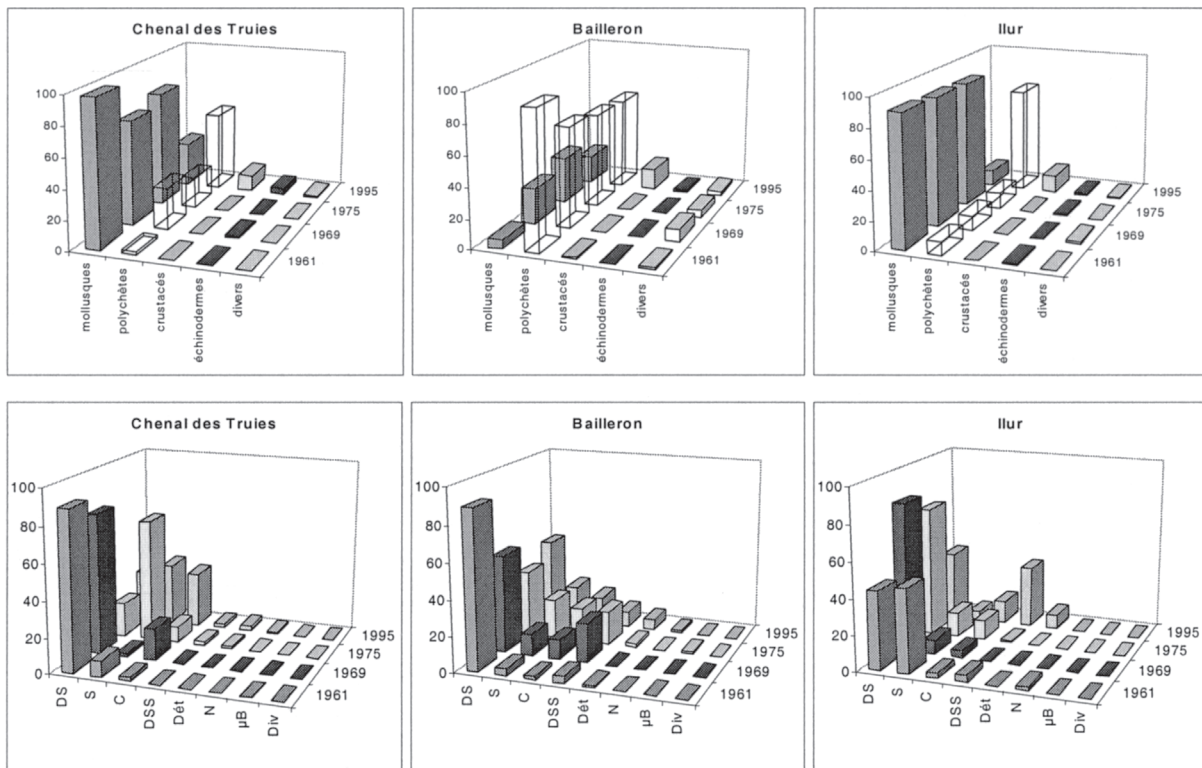 Chenal des Truies
100
80
60
40
20
0
mollusques
polychètes
crustacés
échinodermes
divers
1961
1969
1975
1995
Bailleron
100
80
60
40
20
0
mollusques
polychètes
crustacés
échinodermes
divers
1961
1969
1975
1995
Ilur
100
80
60
40
20
0
mollusques
polychètes
crustacés
échinodermes
divers
1961
1969
1975
1995
Chenal des Truies
100
80
60
40
20
0
DS
S
C
DSS
Dét
N
µB
Div
1961
1969
1975
1995
Bailleron
100
80
60
40
20
0
DS
S
C
DSS
Dét
N
µB
Div
1961
1969
1975
1995
Ilur
100
80
60
40
20
0
DS
S
C
DSS
Dét
N
µB
Div
1961
1969
1975
1995